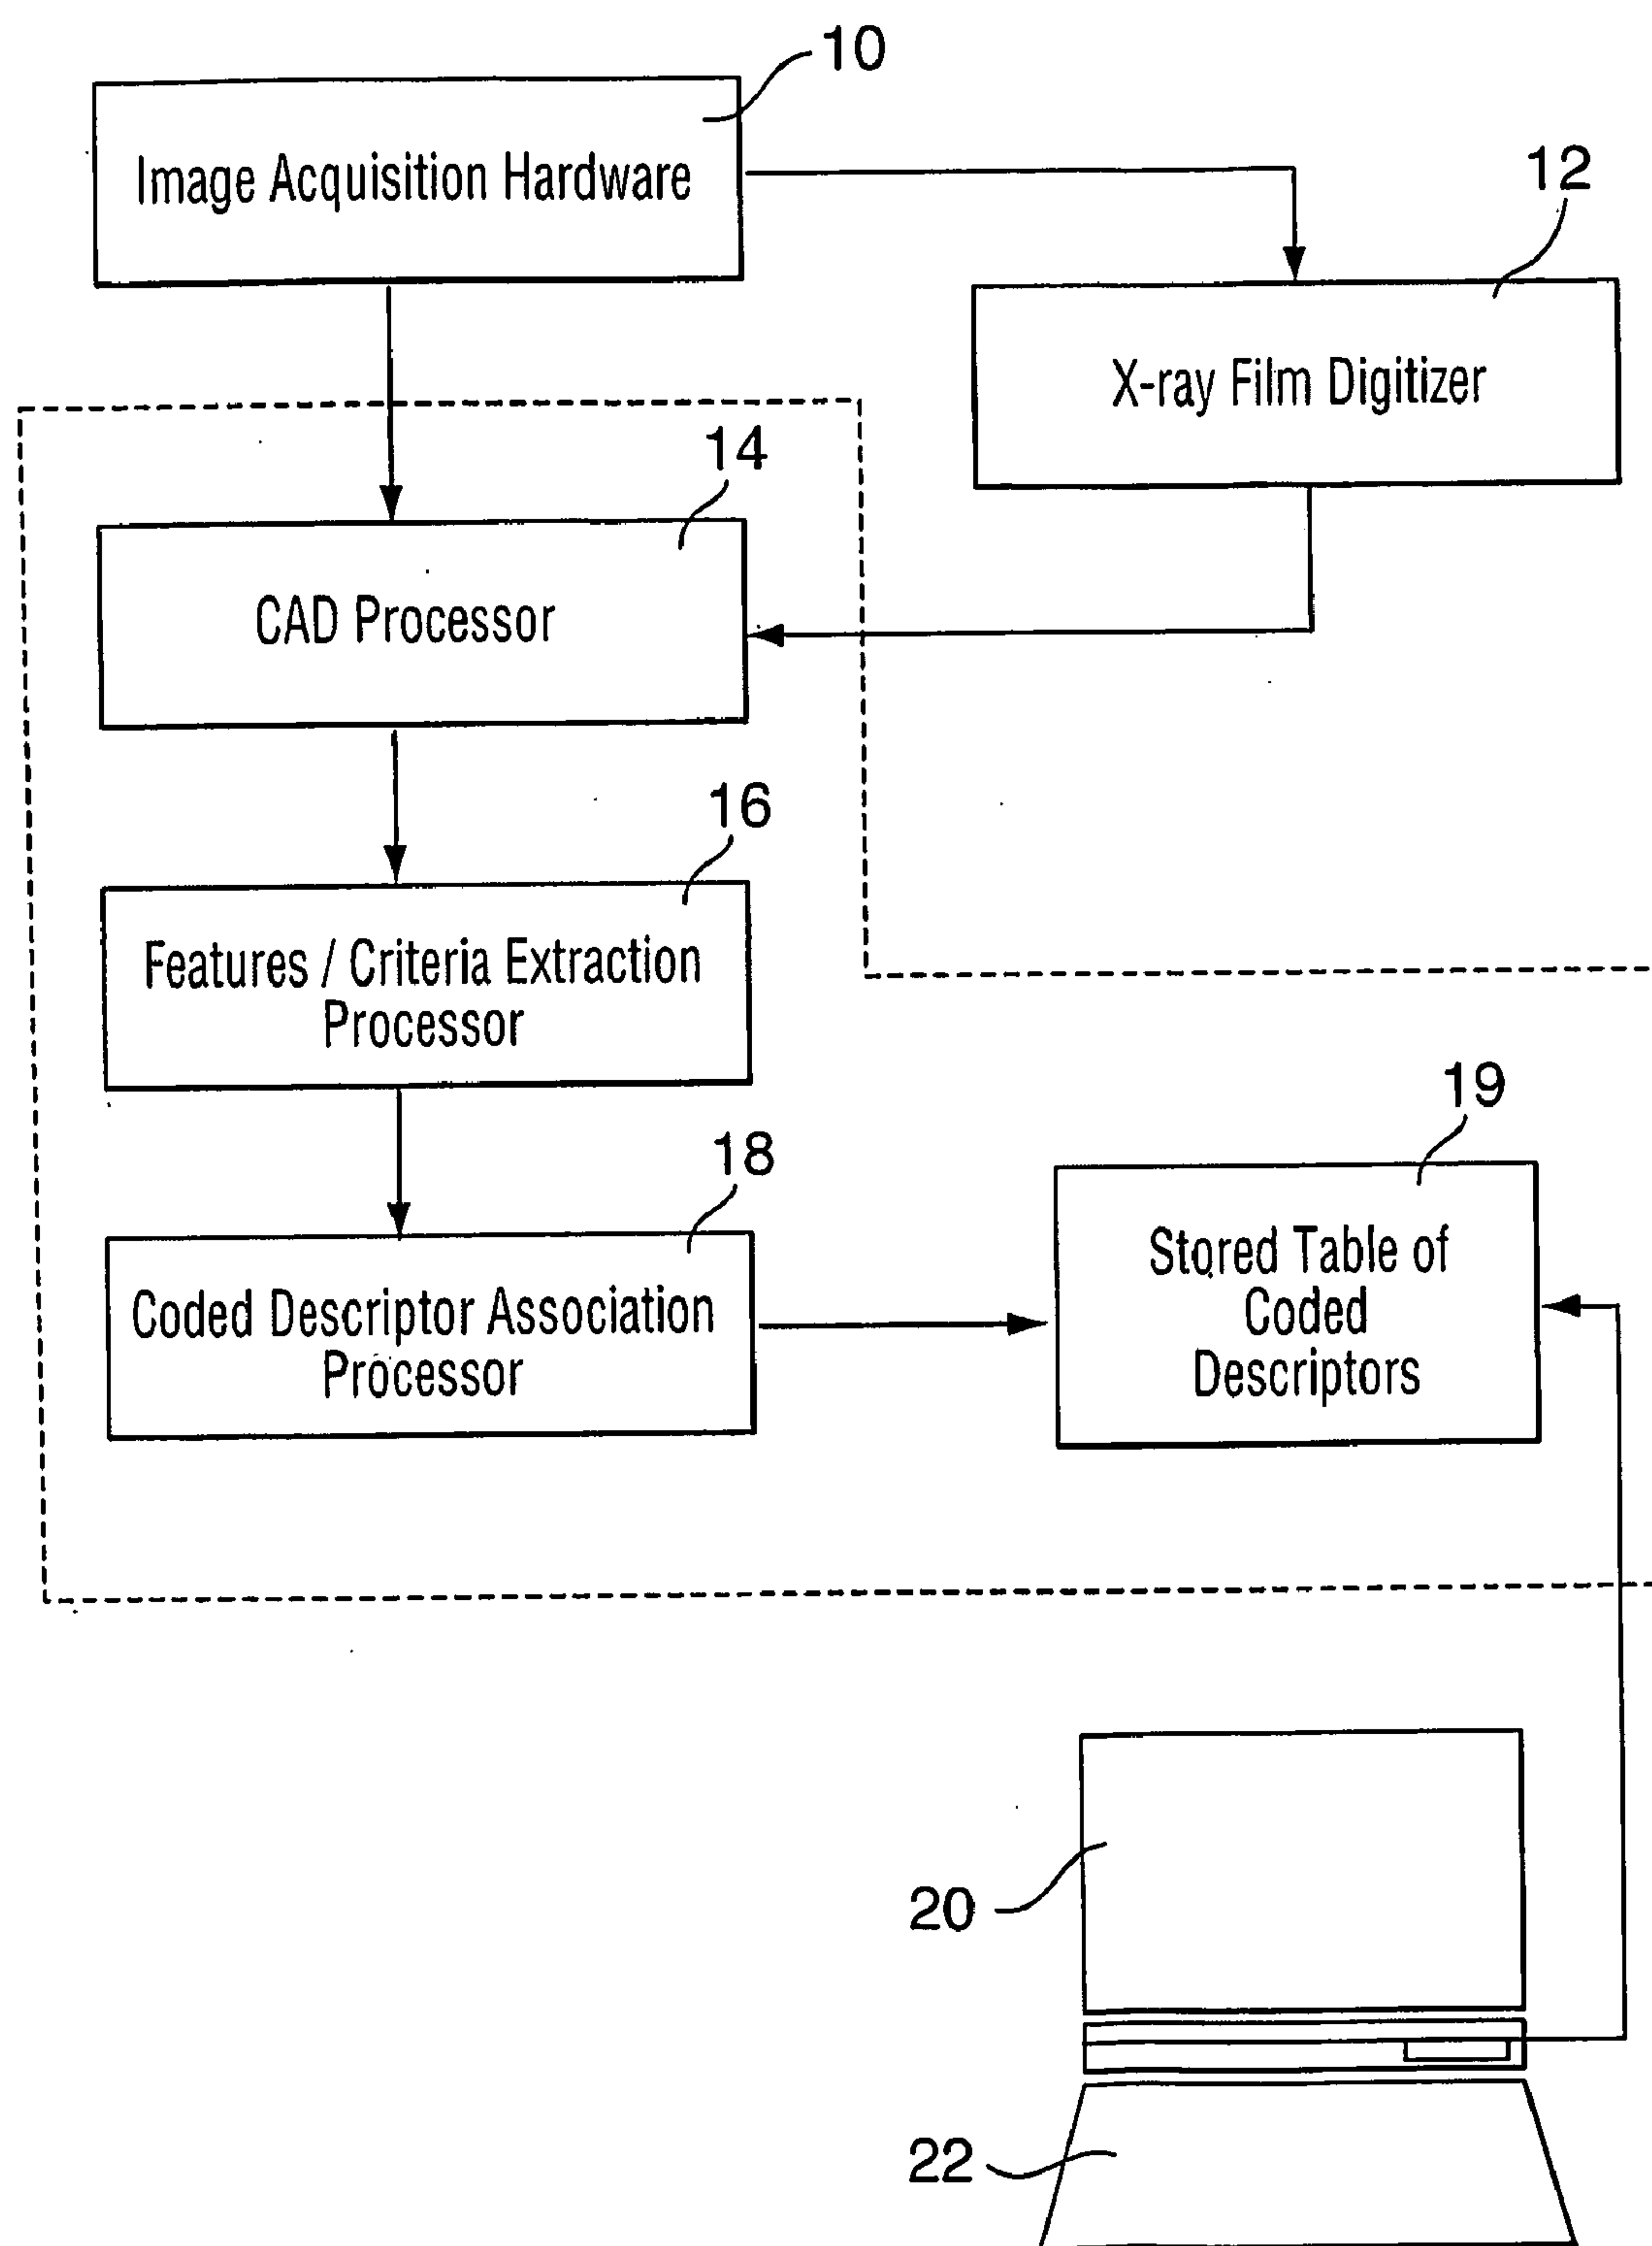 10
Image Acquisition Hardware
12
X-ray Film Digitizer
14
CAD Processor
16
Features / Criteria Extraction
Processor
18
Coded Descriptor Association
Processor
19
Stored Table of
Coded
Descriptors
20
22